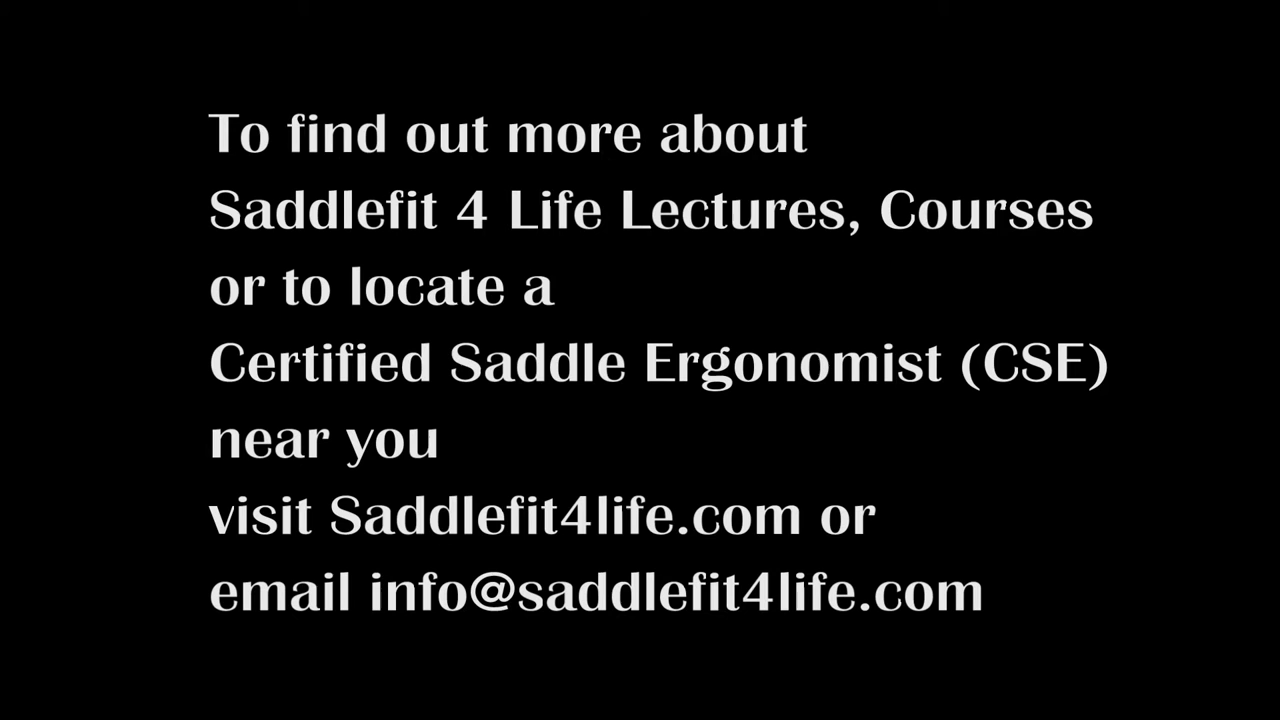 To find out more about
Saddlefit 4 Life Lectures, Courses
or to locate a
Certified Saddle Ergonomist (CSE)
near you
visit Saddlefit4life.com or
email info@saddlefit4life.com